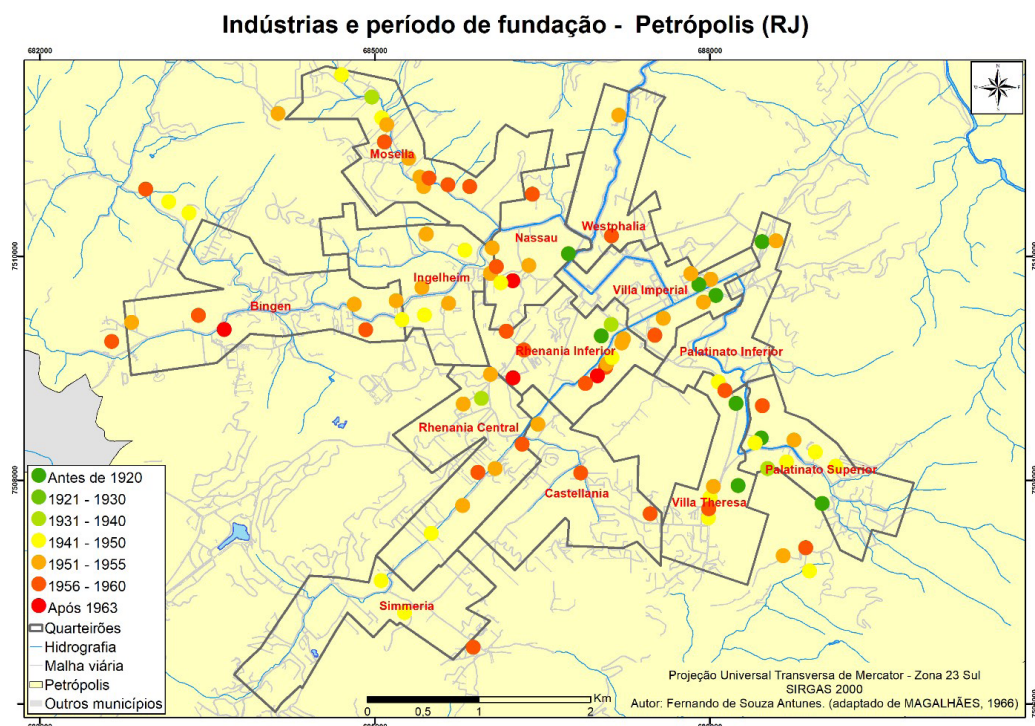 Indústrias e período de fundação - Petrópolis (RJ)
682000
685000
688000
N
Mosella
Westphalia
Nassau
7510000
7510000
Ingelheim
Villa Imperial
Bingen
Rhenania Inferior
Palatinato Inferior
Rhenania Central
Palatinato Superior
Castellania
Villa Theresa
7508000
Simmeria
Antes de 1920
1921 - 1930
1931 - 1940
1941 - 1950
1951 - 1955
1956 - 1960
Após 1963
Quarteirões
Hidrografia
Malha viária
Petrópolis
Outros municípios
Km
0 0,5 1 2
Projeção Universal Transversa de Mercator - Zona 23 Sul
SIRGAS 2000
Autor: Fernando de Souza Antunes. (adaptado de MAGALHÃES, 1966)
685000